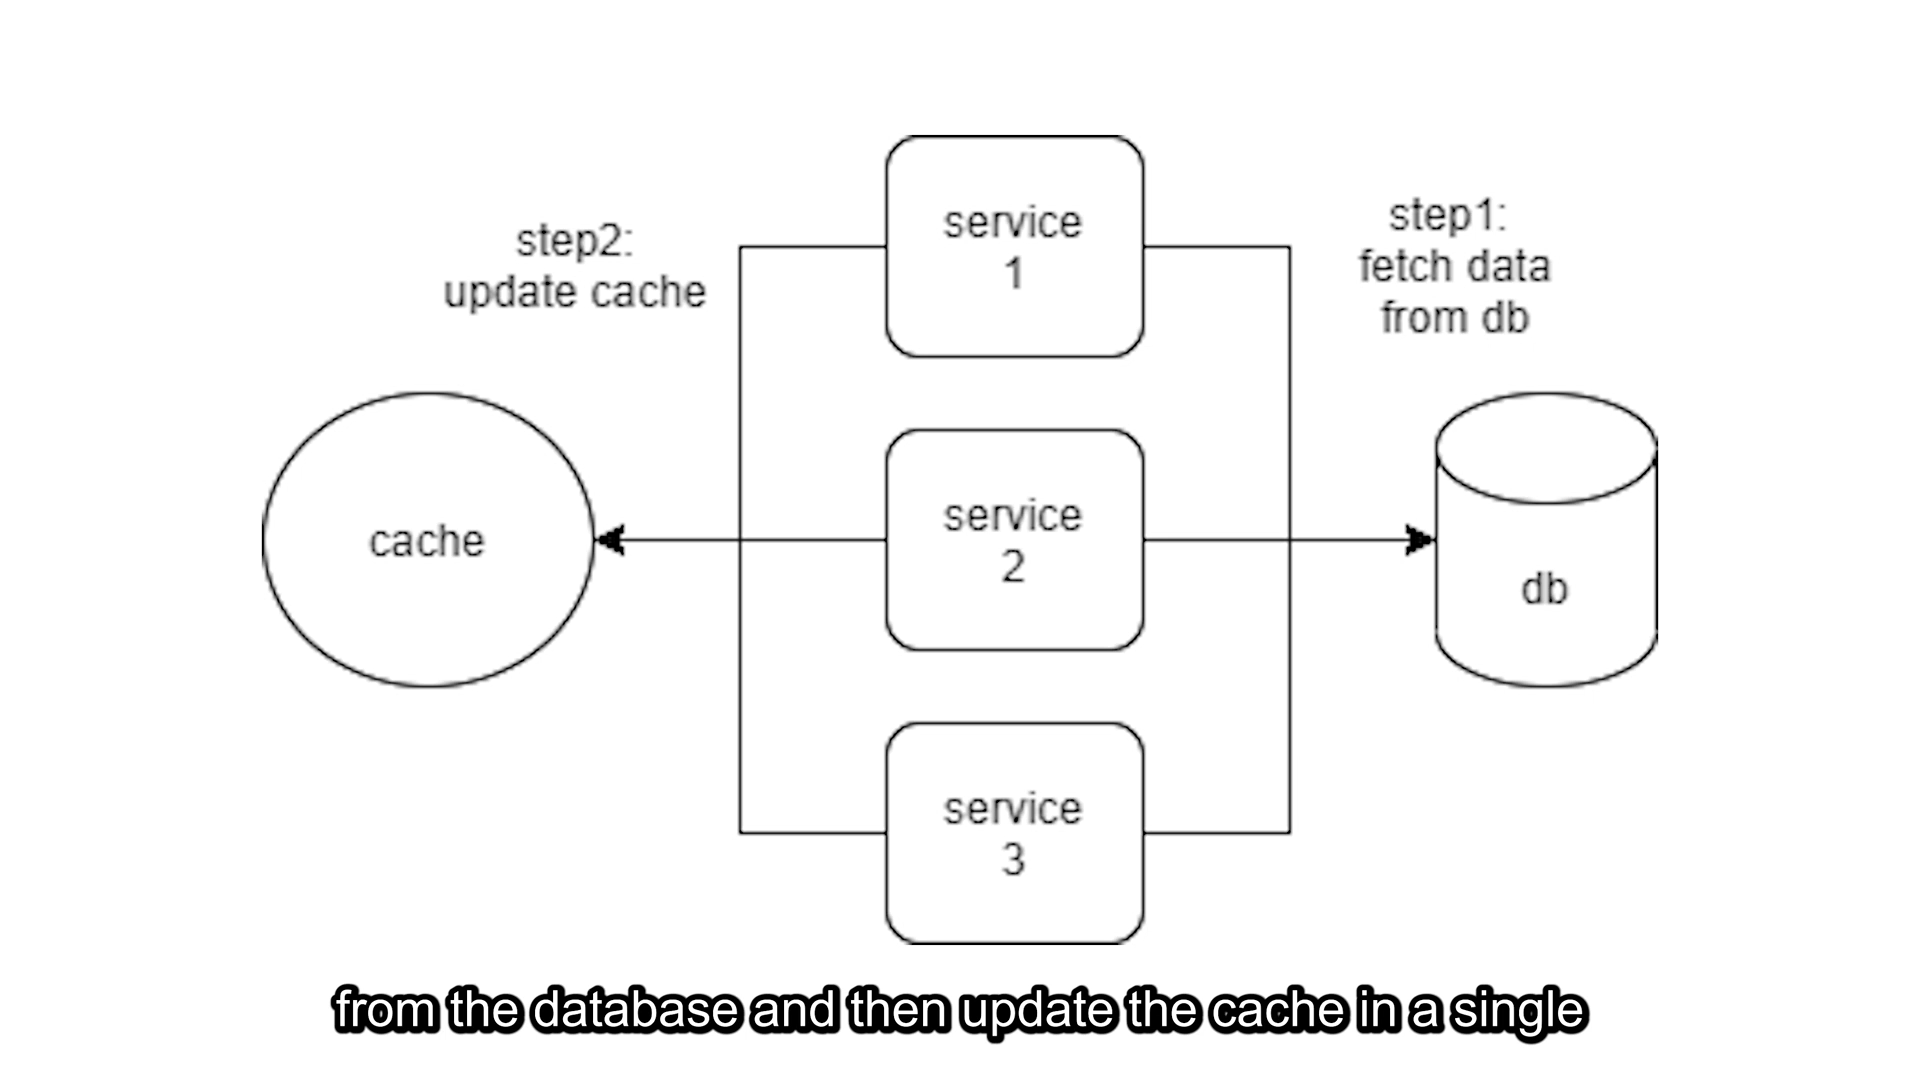 service
1
step2:
update cache
step1:
fetch data
from db
cache
service
2
db
service
3
from the database and then update the cache in a single